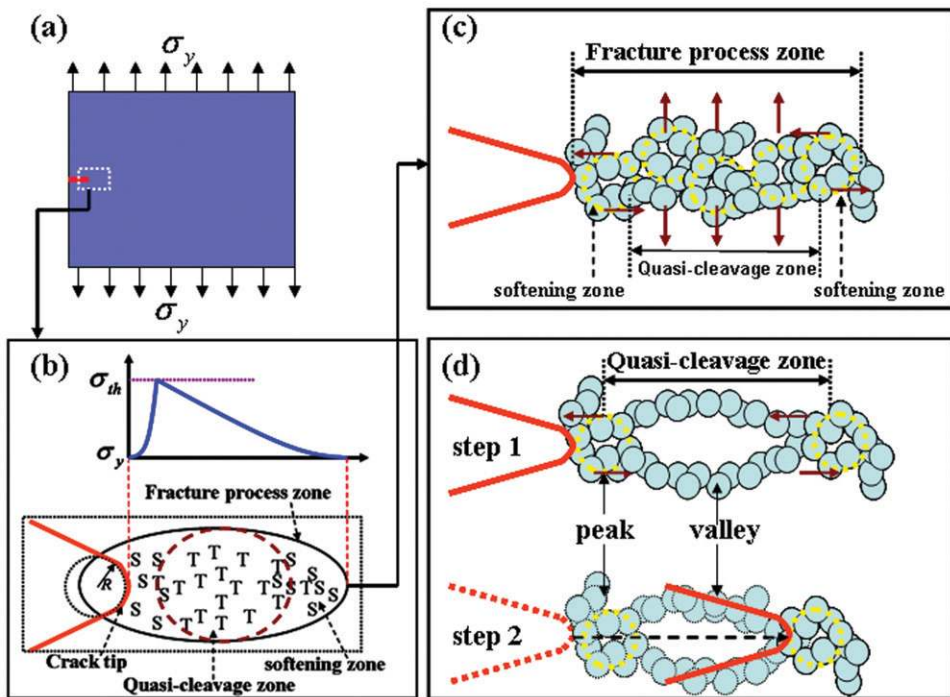 (a)
σy
σy
(b)
σth
σy
Fracture process zone
S S T T T T S
S T T T T T S S
S T T T T T S T S S
S S T T T T S
R
Crack tip
Quasi-cleavage zone
softening zone
(c)
Fracture process zone
Quasi-cleavage zone
softening zone
softening zone
(d)
Quasi-cleavage zone
step 1
peak
valley
step 2